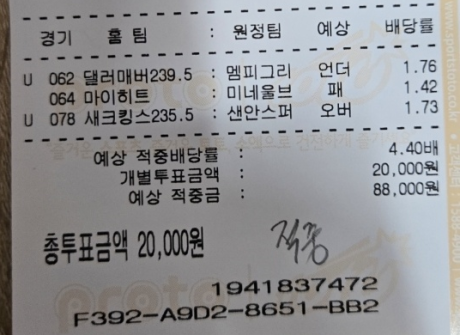 경기 홈 팀 : 원정팀 예상 배당률
U 062 댈러매버239.5 : 멤피그리 언더 1.76
064 마이히트 : 미네울브 패 1.42
U 078 새크킹스235.5 : 샌안스퍼 오버 1.73
예상 적중배당률 : 4.40배
개별투표금액 : 20,000원
예상 적중금 : 88,000원
총투표금액 20,000원
적중
1941837472
F392-A9D2-8651-BB2
proto